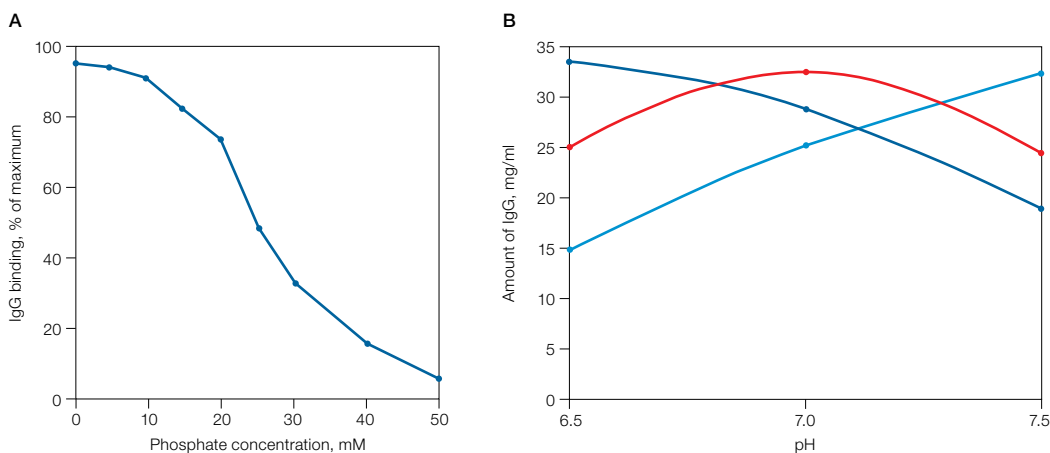 A
IgG binding, % of maximum
100
80
60
40
20
0
0 10 20 30 40 50
Phosphate concentration, mM
B
Amount of IgG, mg/ml
35
30
25
20
15
10
5
0
6.5 7.0 7.5
pH